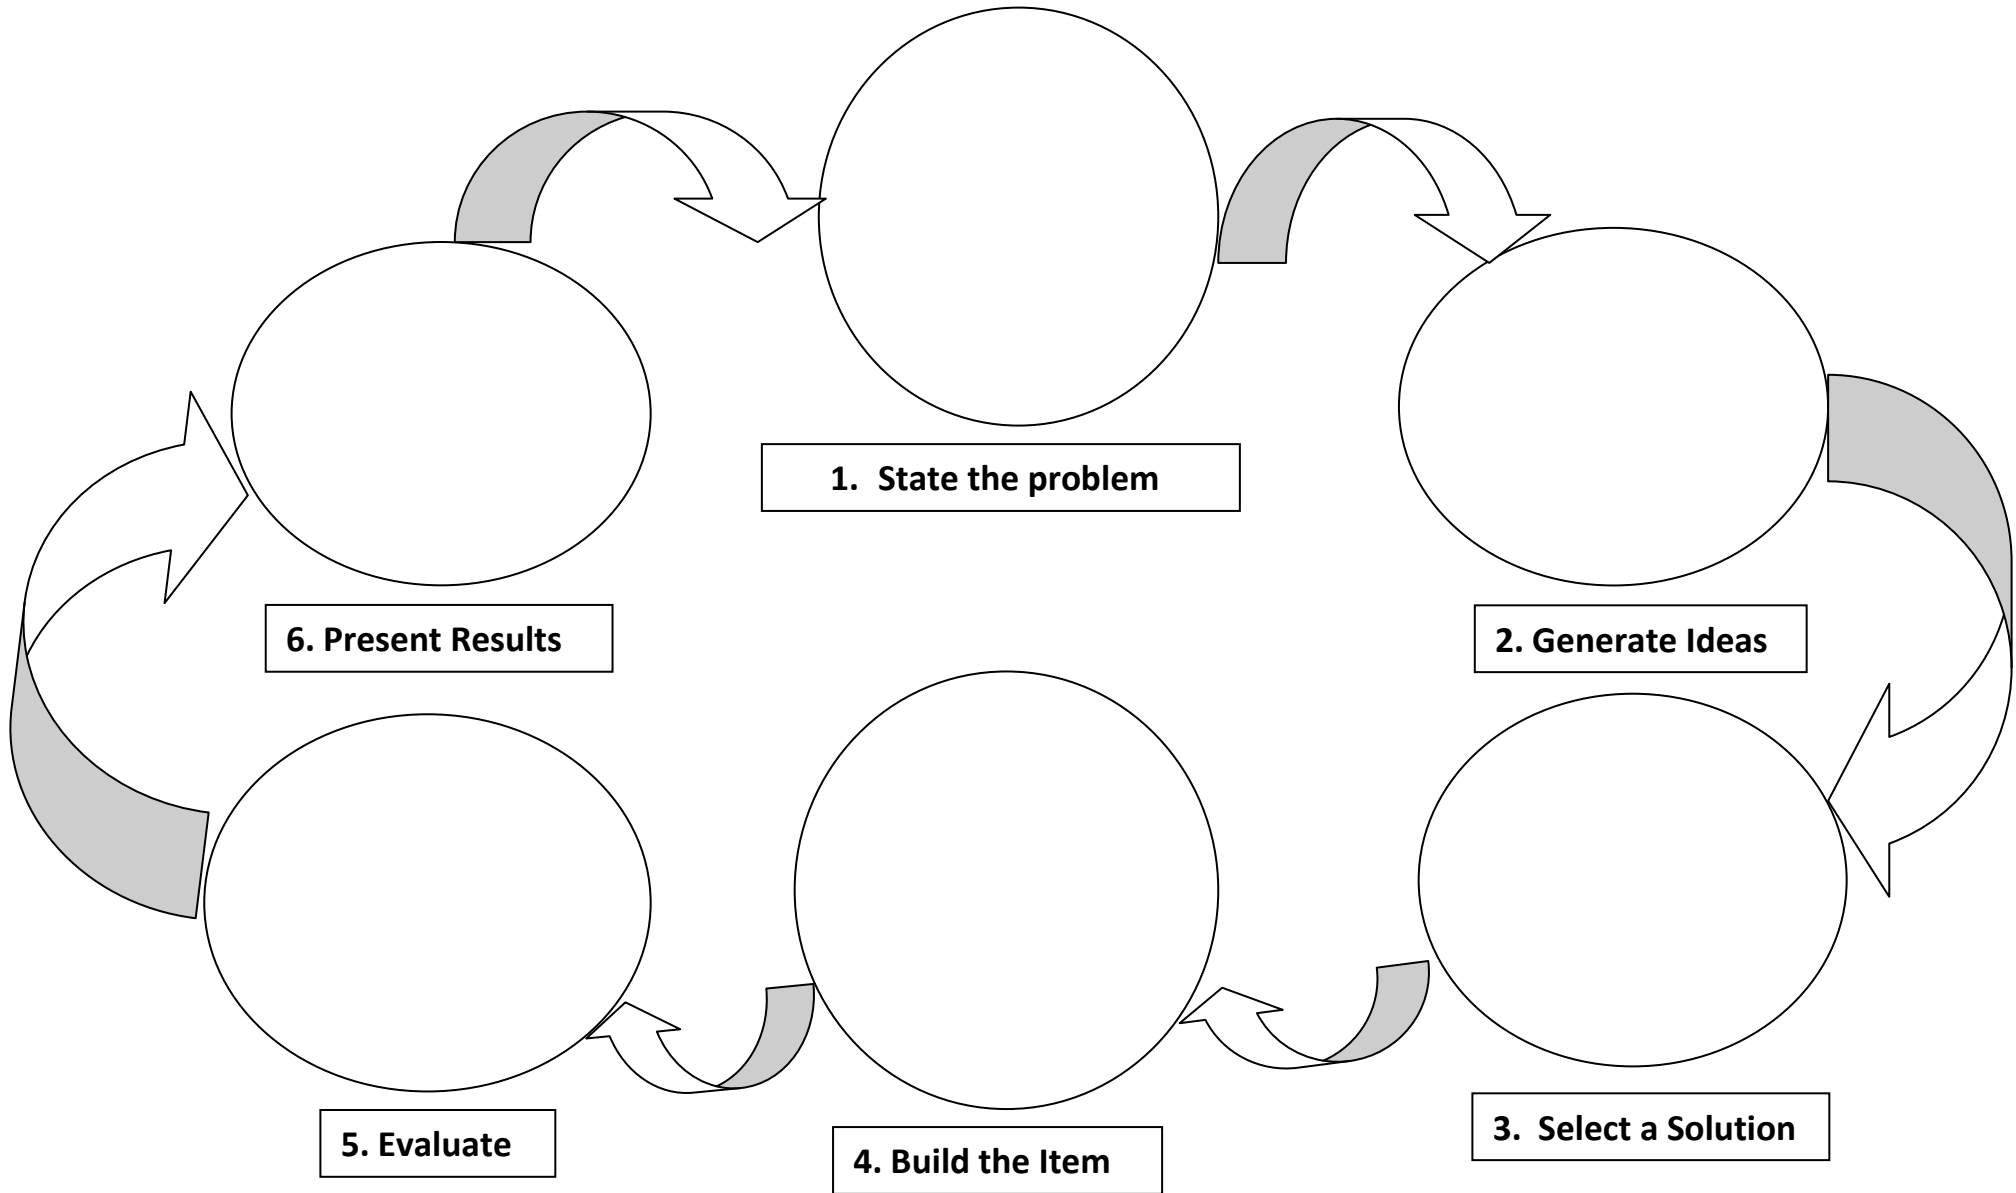 1. State the problem
2. Generate Ideas
3. Select a Solution
4. Build the Item
5. Evaluate
6. Present Results